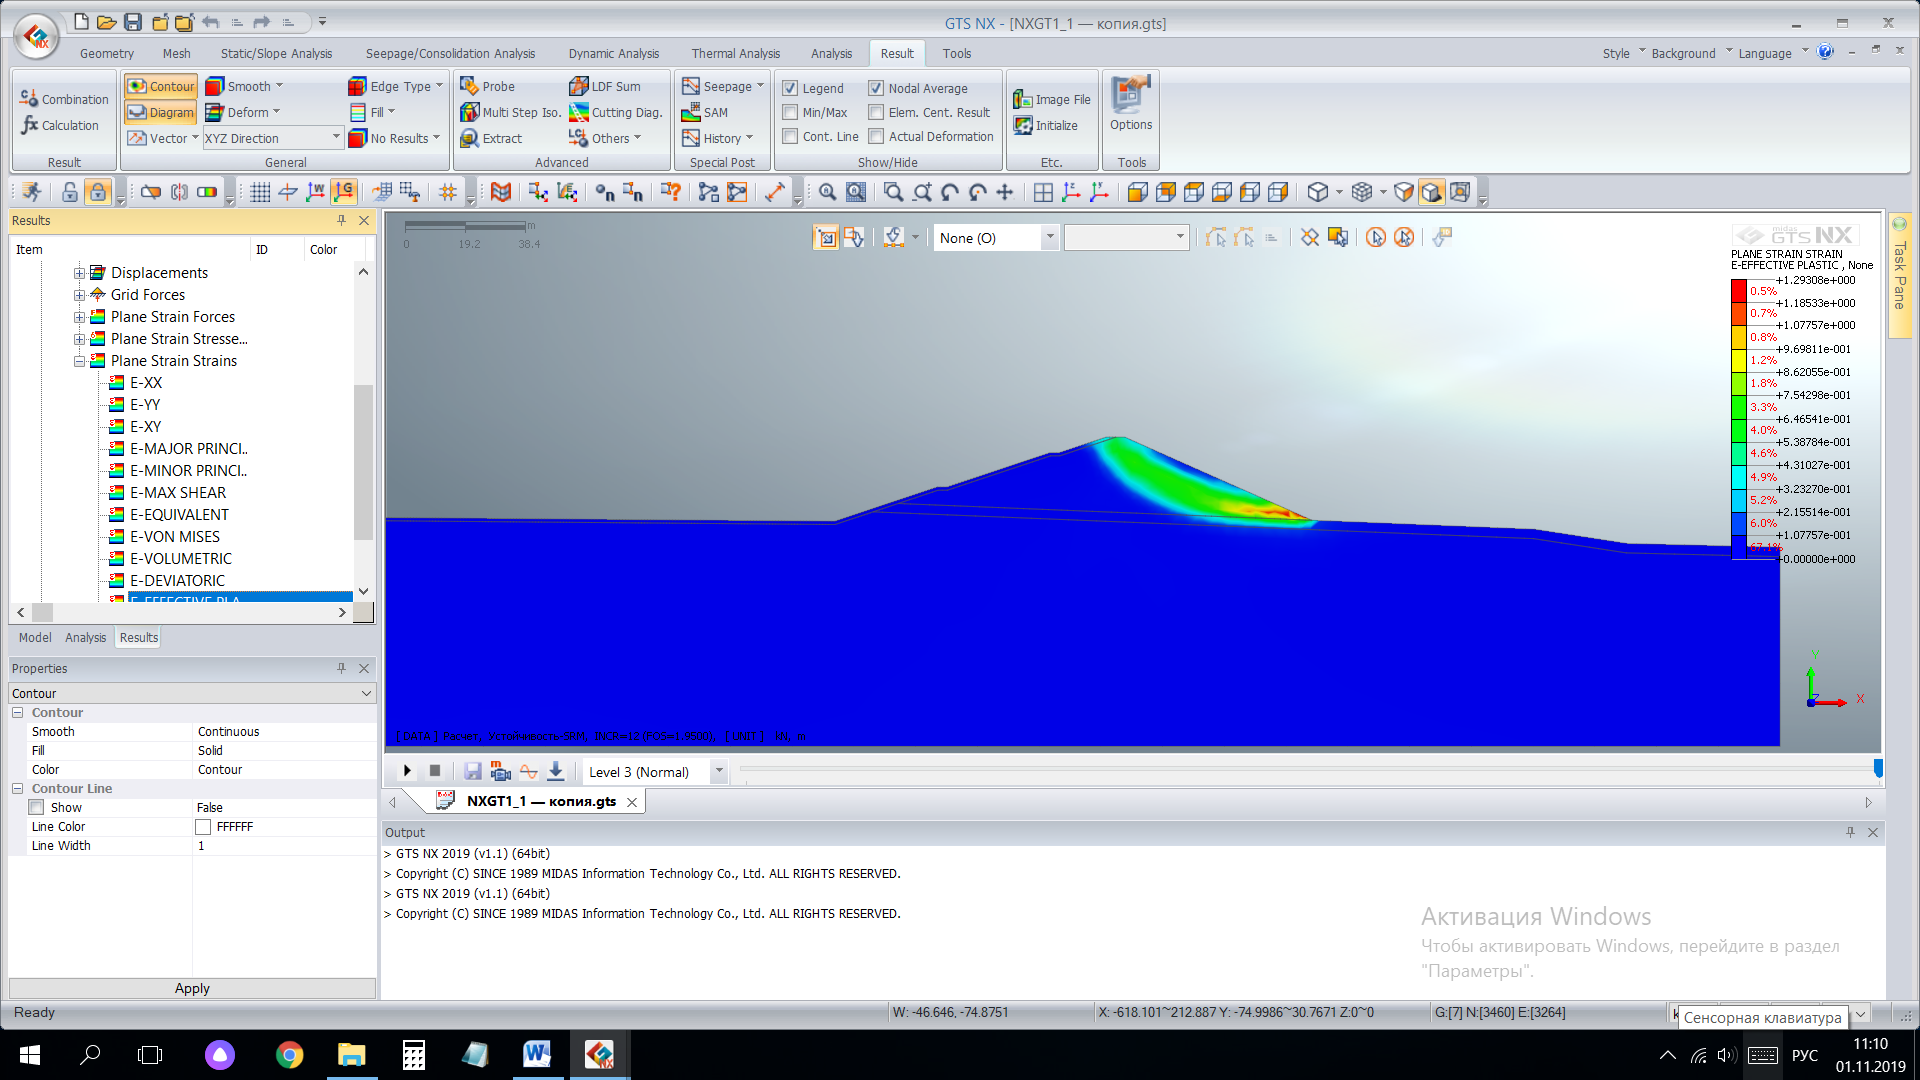 GTS NX - [NXGT1_1 — копия.gts]
Geometry Mesh Static/Slope Analysis Seepage/Consolidation Analysis Dynamic Analysis Thermal Analysis Analysis Result Tools
Style Background Language
Combination
Calculation
Result
Contour Smooth Edge Type
Diagram Deform Fill
Vector XYZ Direction No Results
General
Probe LDF Sum
Multi Step Iso. Cutting Diag.
Extract Others
Advanced
Seepage
SAM
History
Special Post
Legend Nodal Average
Min/Max Elem. Cent. Result
Cont. Line Actual Deformation
Show/Hide
Image File
Initialize
Etc.
Options
Tools
Results
Item ID Color
Displacements
Grid Forces
Plane Strain Forces
Plane Strain Stresse...
Plane Strain Strains
E-XX
E-YY
E-XY
E-MAJOR PRINCI..
E-MINOR PRINCI..
E-MAX SHEAR
E-EQUIVALENT
E-VON MISES
E-VOLUMETRIC
E-DEVIATORIC
E-EFFECTIVE PLA
Model Analysis Results
Properties
Contour
Contour
Smooth Continuous
Fill Solid
Color Contour
Contour Line
Show False
Line Color FFFFFF
Line Width 1
Apply
m
0 19.2 38.4
None (O)
midas
GTS NX
PLANE STRAIN STRAIN
E-EFFECTIVE PLASTIC , None
+1.29308e+000
0.5%
+1.18533e+000
0.7%
+1.07757e+000
0.8%
+9.69811e-001
1.2%
+8.62055e-001
1.8%
+7.54298e-001
3.3%
+6.46541e-001
4.0%
+5.38784e-001
4.6%
+4.31027e-001
4.9%
+3.23270e-001
5.2%
+2.15514e-001
6.0%
+1.07757e-001
67.1%
+0.00000e+000
Task Pane
Y
Z
X
Level 3 (Normal)
NXGT1_1 — копия.gts
Output
> GTS NX 2019 (v1.1) (64bit)
> Copyright (C) SINCE 1989 MIDAS Information Technology Co., Ltd. ALL RIGHTS RESERVED.
> GTS NX 2019 (v1.1) (64bit)
> Copyright (C) SINCE 1989 MIDAS Information Technology Co., Ltd. ALL RIGHTS RESERVED.
Активация Windows
Чтобы активировать Windows, перейдите в раздел
"Параметры".
Ready
W: -46.646, -74.8751
X: -618.101~212.887 Y: -74.9986~30.7671 Z:0~0
G:[7] N:[3460] E:[3264]
Сенсорная клавиатура
РУС
11:10
01.11.2019